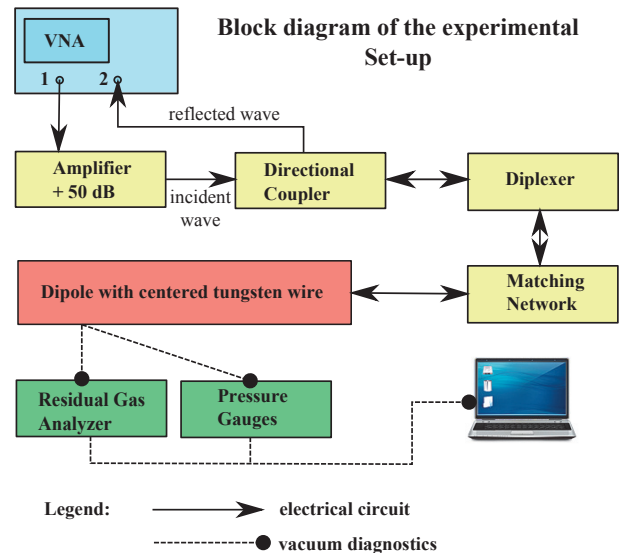 Block diagram of the experimental
Set-up
VNA
1 2
reflected wave
Amplifier
+ 50 dB
incident
wave
Directional
Coupler
Diplexer
Dipole with centered tungsten wire
Matching
Network
Residual Gas
Analyzer
Pressure
Gauges
Legend:
electrical circuit
vacuum diagnostics